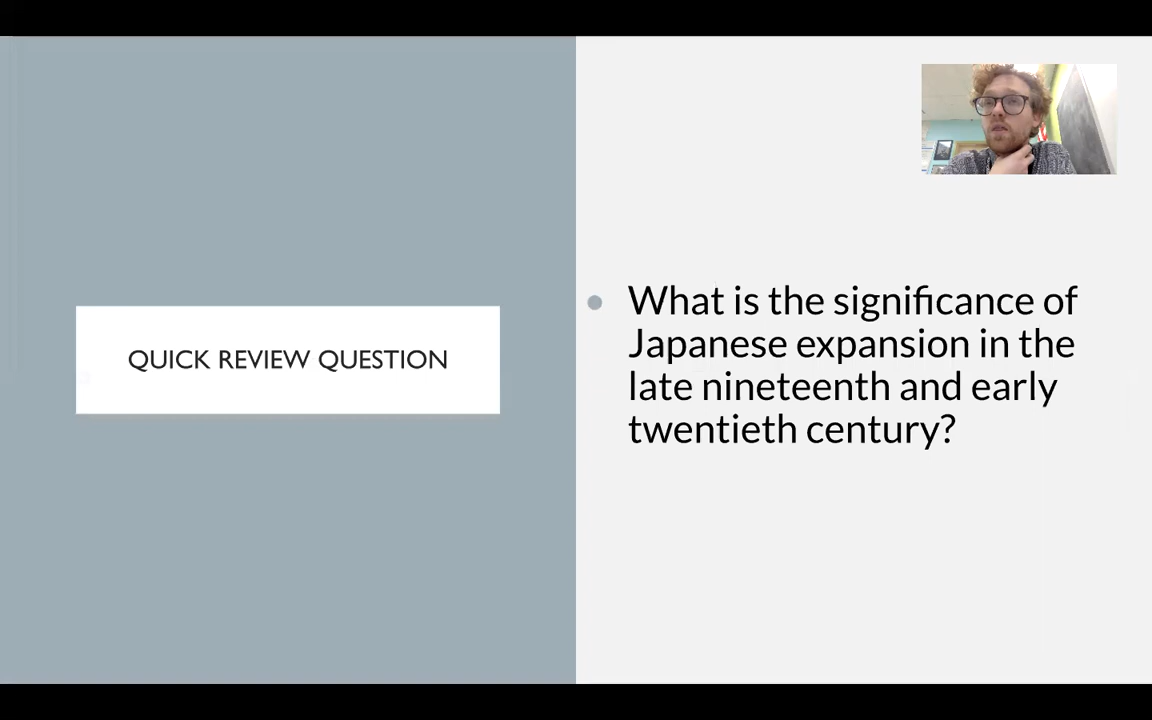 QUICK REVIEW QUESTION
What is the significance of
Japanese expansion in the
late nineteenth and early
twentieth century?